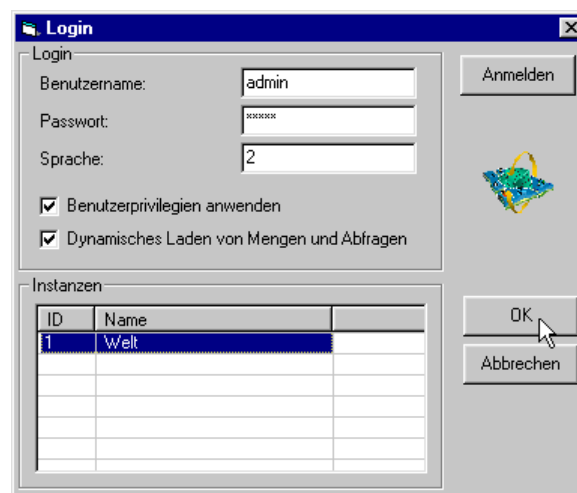 Login
Login
Benutzername: admin
Anmelden
Passwort: xxxxx
Sprache: 2
Benutzerprivilegien anwenden
Dynamisches Laden von Mengen und Abfragen
Instanzen
ID Name
OK
1 Welt
Abbrechen